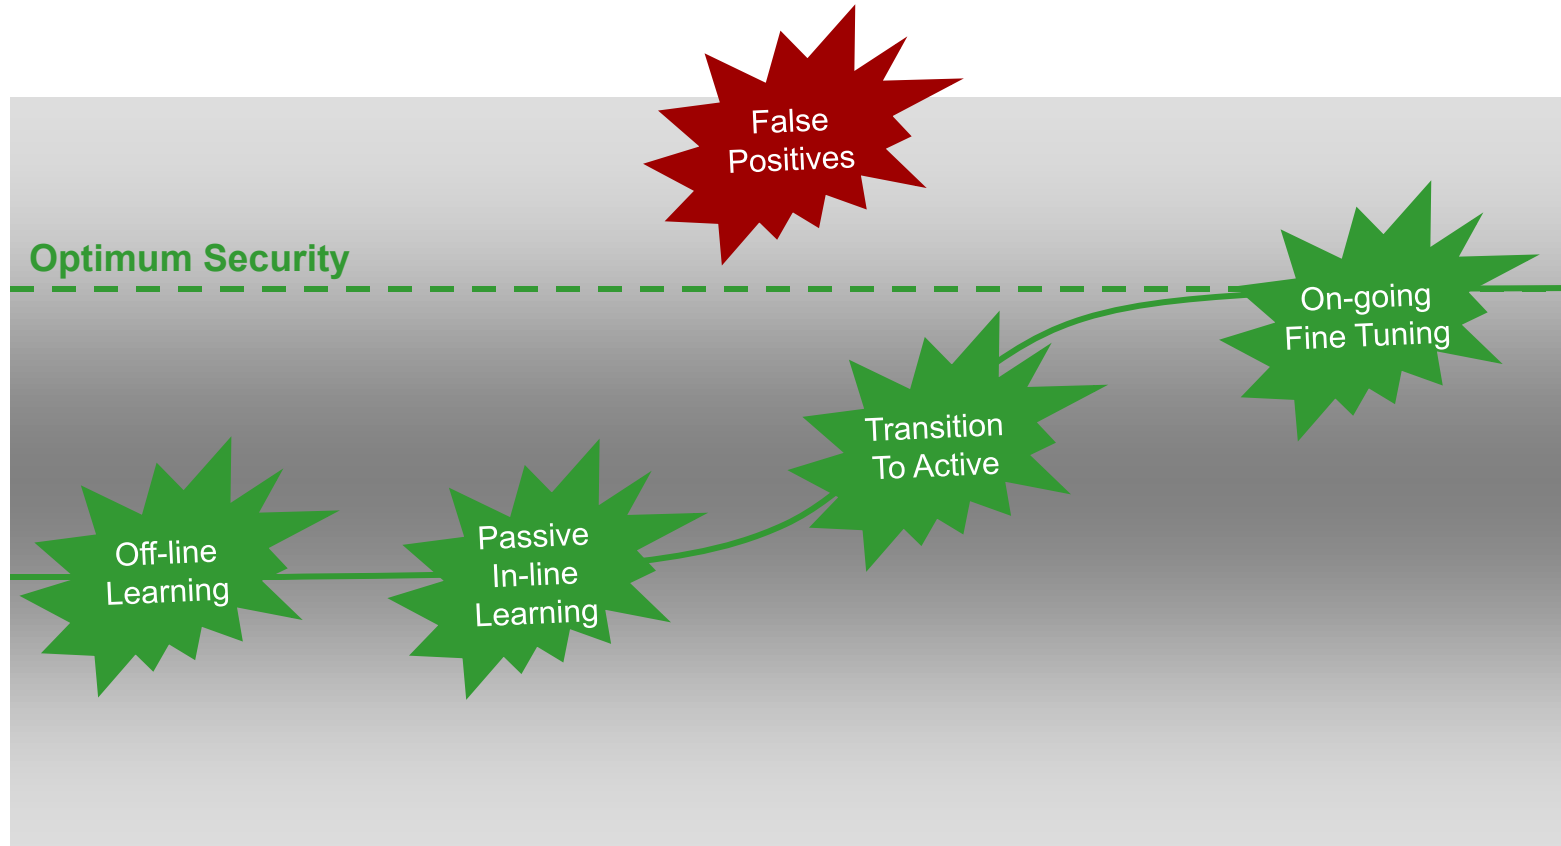 False
Positives
Optimum Security
On-going
Fine Tuning
Transition
To Active
Off-line
Learning
Passive
In-line
Learning